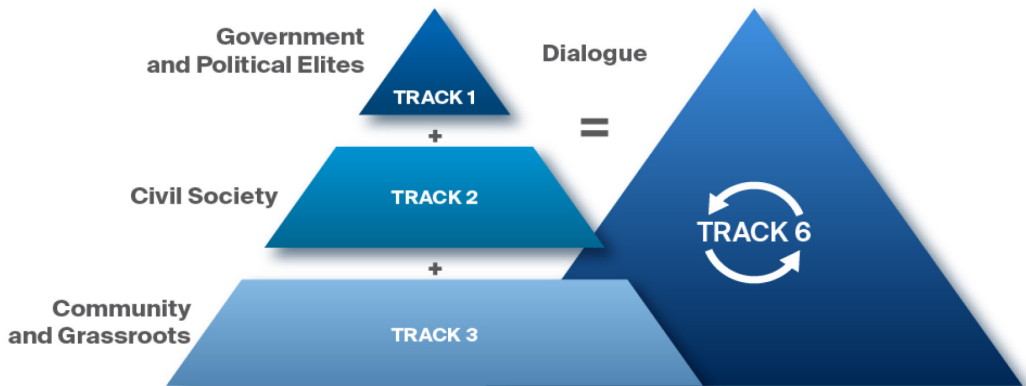 Government
and Political Elites
TRACK 1
Dialogue
+
=
Civil Society
TRACK 2
+
TRACK 6
Community
and Grassroots
TRACK 3